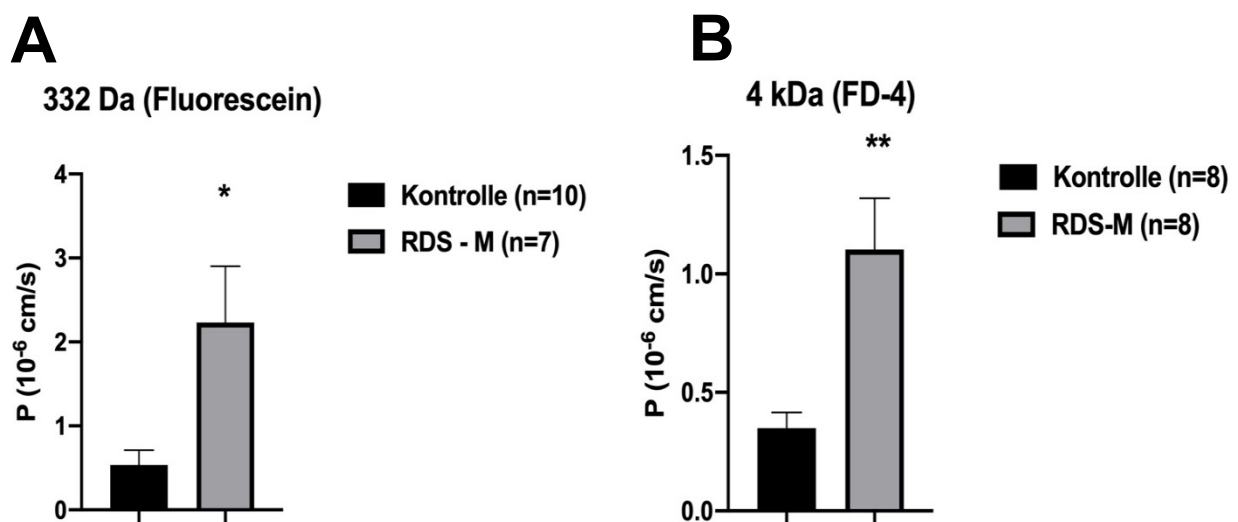 A
332 Da (Fluorescein)
4
3
2
1
0
P (10⁻⁶ cm/s)
*
Kontrolle (n=10)
RDS - M (n=7)
B
4 kDa (FD-4)
1.5
1.0
0.5
0.0
P (10⁻⁶ cm/s)
**
Kontrolle (n=8)
RDS-M (n=8)